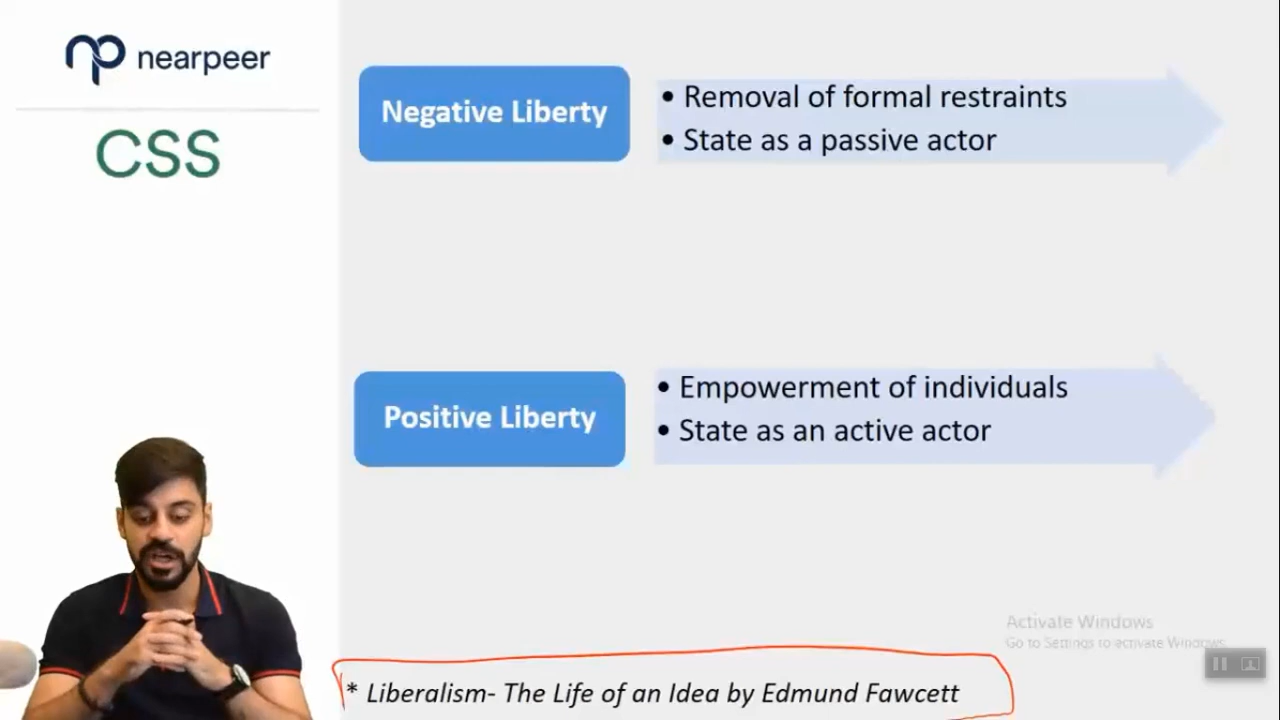 nearpeer
CSS
Negative Liberty
• Removal of formal restraints
• State as a passive actor
Positive Liberty
• Empowerment of individuals
• State as an active actor
Activate Windows
Go to Settings to activate Windows.
* Liberalism- The Life of an Idea by Edmund Fawcett